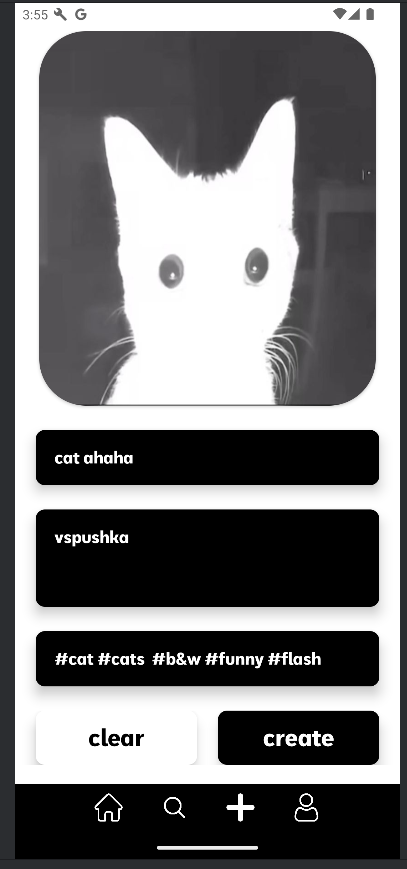 3:55
cat ahaha
vspushka
#cat #cats  #b&w #funny #flash
clear create